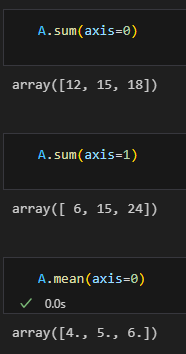 A.sum(axis=0)
array([12, 15, 18])
A.sum(axis=1)
array([ 6, 15, 24])
A.mean(axis=0)
0.0s
array([4., 5., 6.])